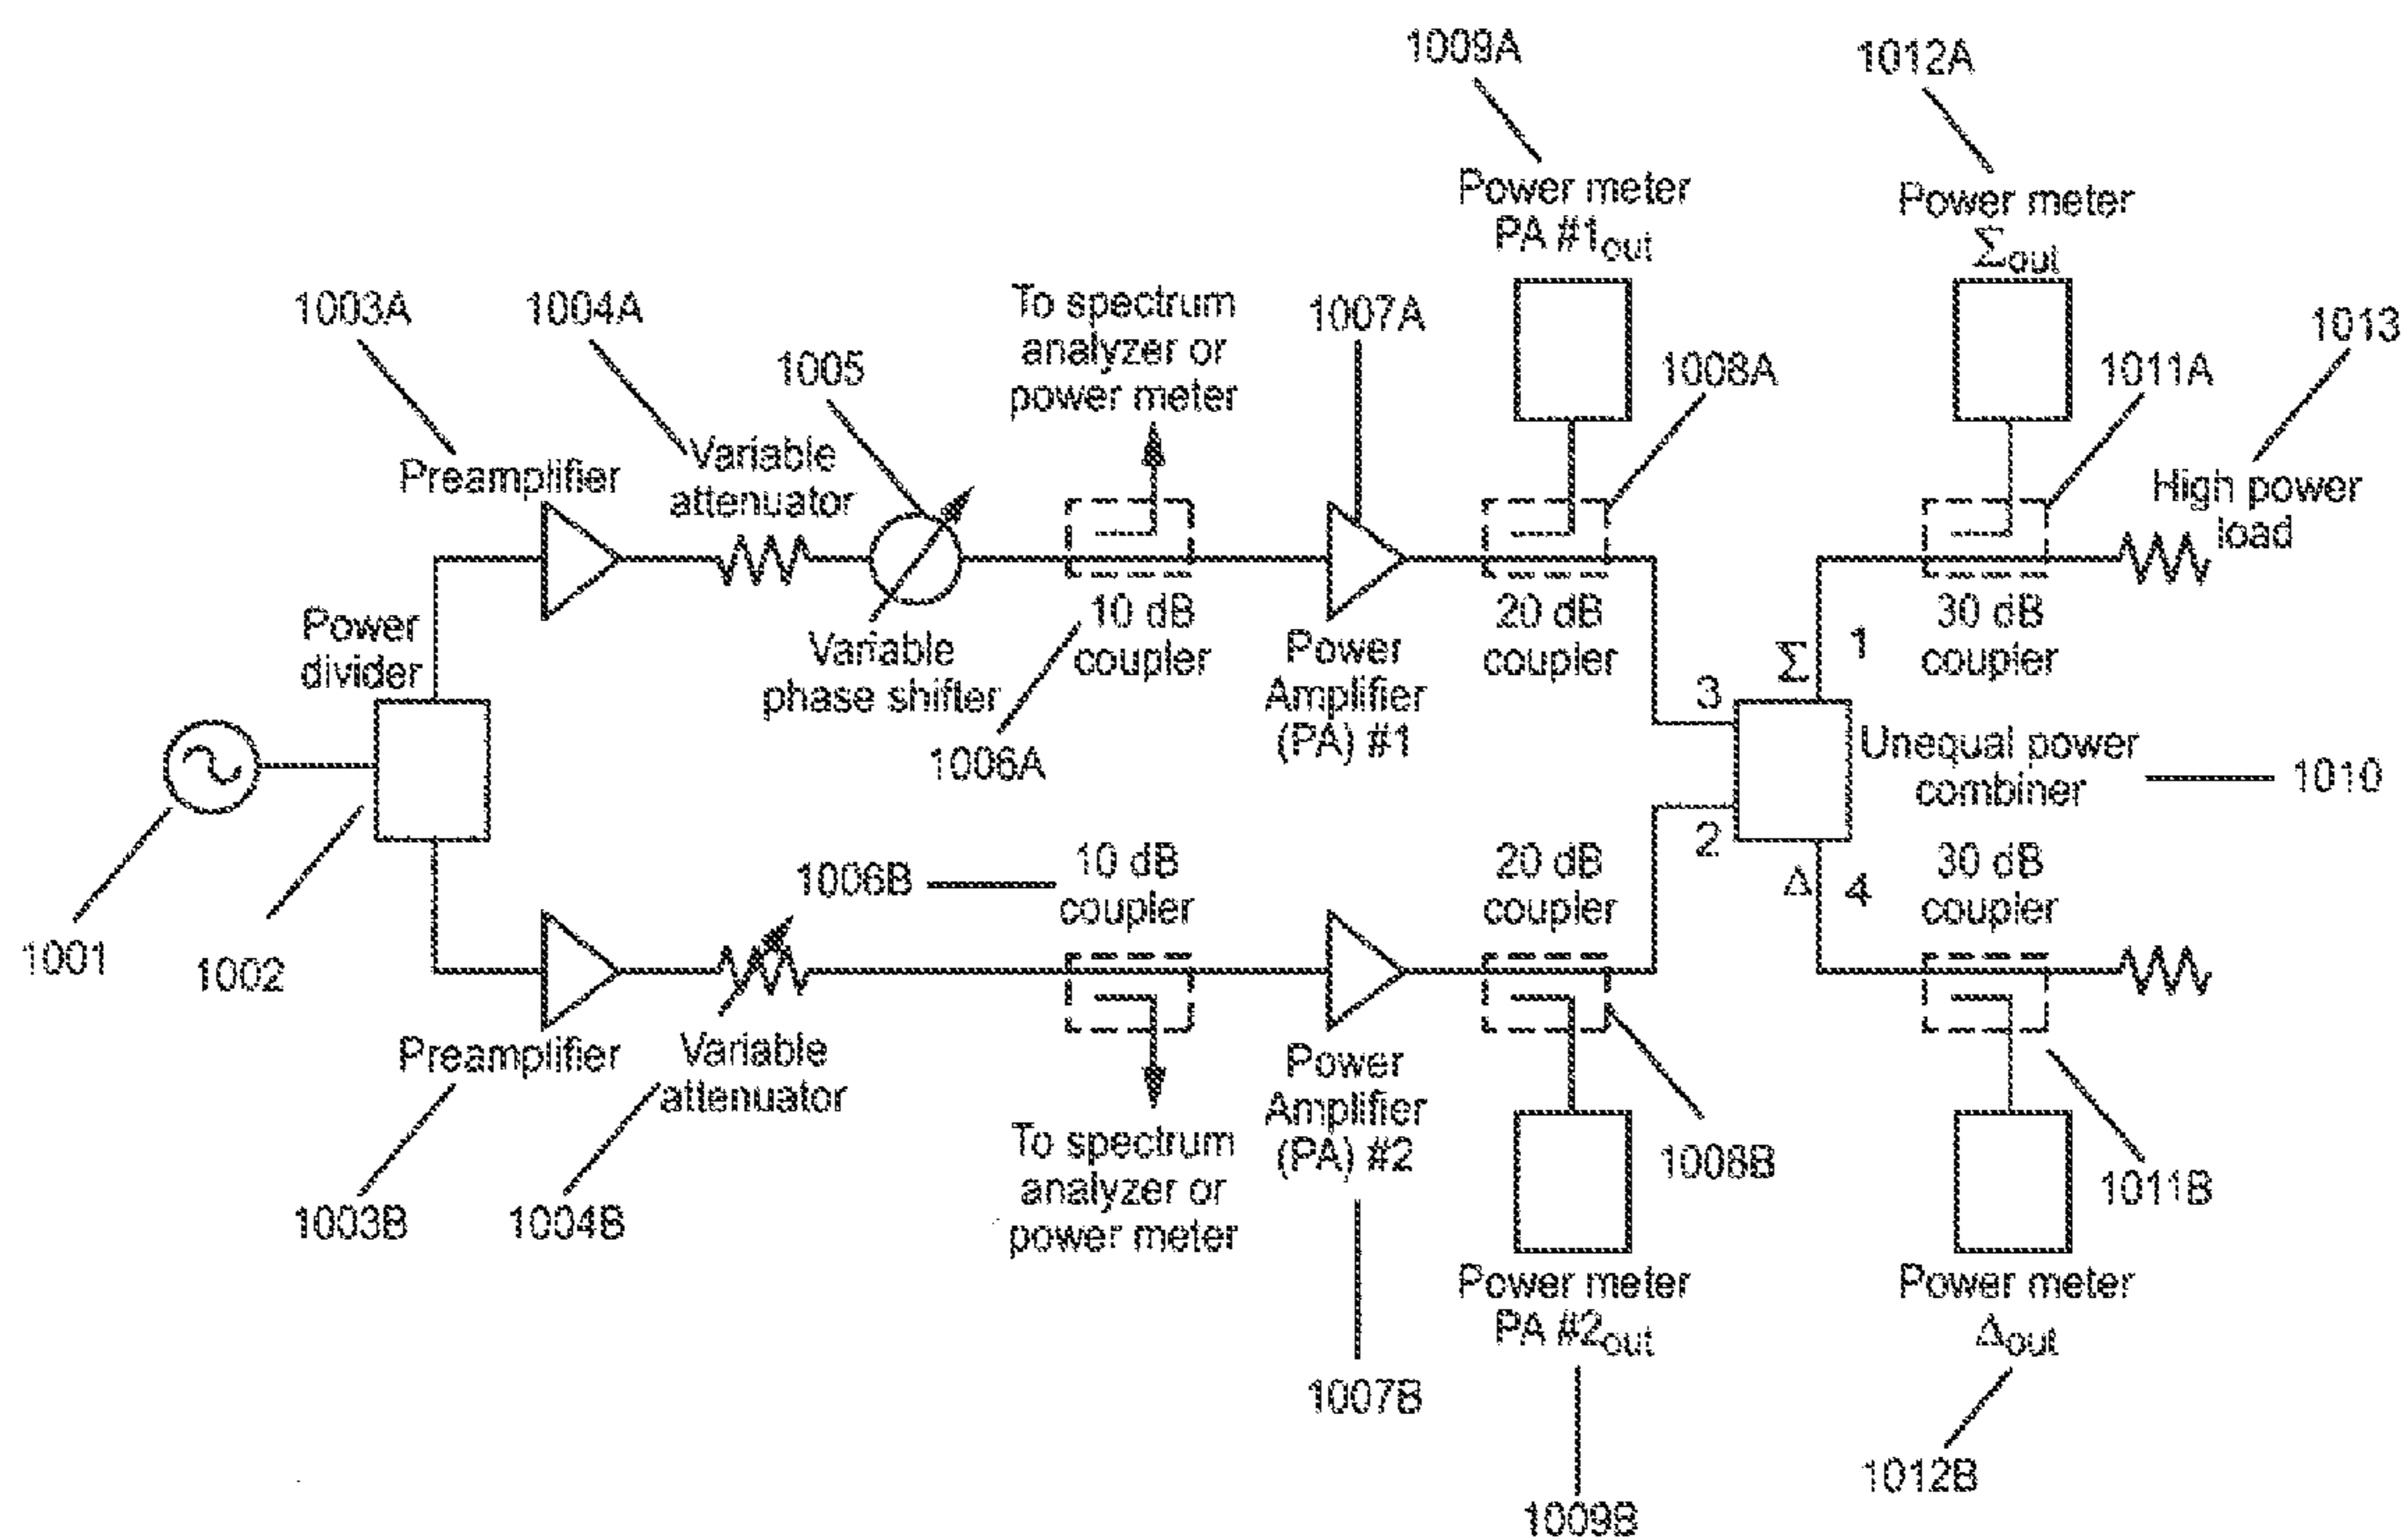 1009A
1012A
Power meter
PA #1out
Power meter
Σout
1003A
1004A
To spectrum
analyzer or
power meter
1007A
1013
1005
1008A
1011A
Preamplifier
Variable
attenuator
High power
load
Power
divider
Variable
phase shifter
10 dB
coupler
Power
Amplifier
(PA) #1
20 dB
coupler
30 dB
coupler
Σ
1
3
1006A
Unequal power
combiner
1010
2
Δ
4
1001
1002
1006B
10 dB
coupler
20 dB
coupler
30 dB
coupler
Preamplifier
Variable
attenuator
Power
Amplifier
(PA) #2
To spectrum
analyzer or
power meter
1008B
1011B
1003B
1004B
Power meter
PA #2out
Power meter
Δout
1007B
1012B
1009B